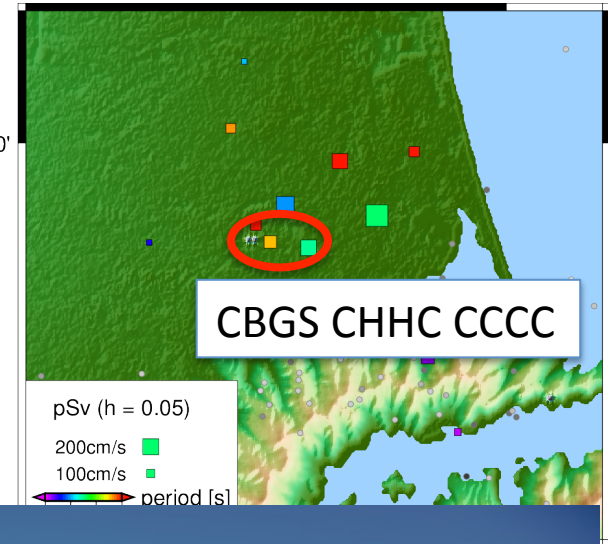 0'
CBGS CHHC CCCC
pSv (h = 0.05)
200cm/s
100cm/s
period [s]